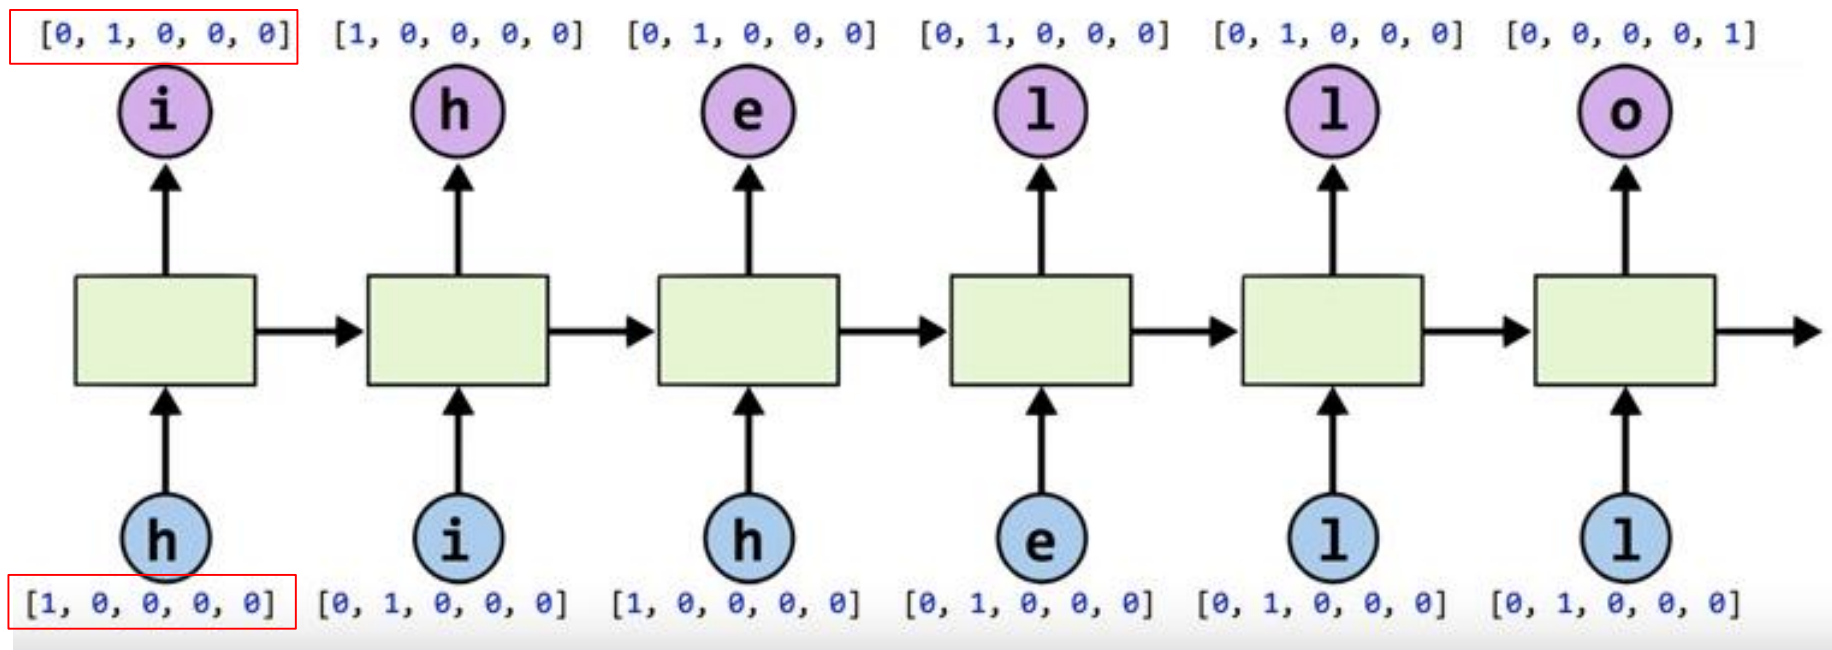 [0, 1, 0, 0, 0] [1, 0, 0, 0, 0] [0, 1, 0, 0, 0] [0, 1, 0, 0, 0] [0, 1, 0, 0, 0] [0, 0, 0, 0, 1]
i h e l l o
h i h e l l
[1, 0, 0, 0, 0] [0, 1, 0, 0, 0] [1, 0, 0, 0, 0] [0, 1, 0, 0, 0] [0, 1, 0, 0, 0] [0, 1, 0, 0, 0]